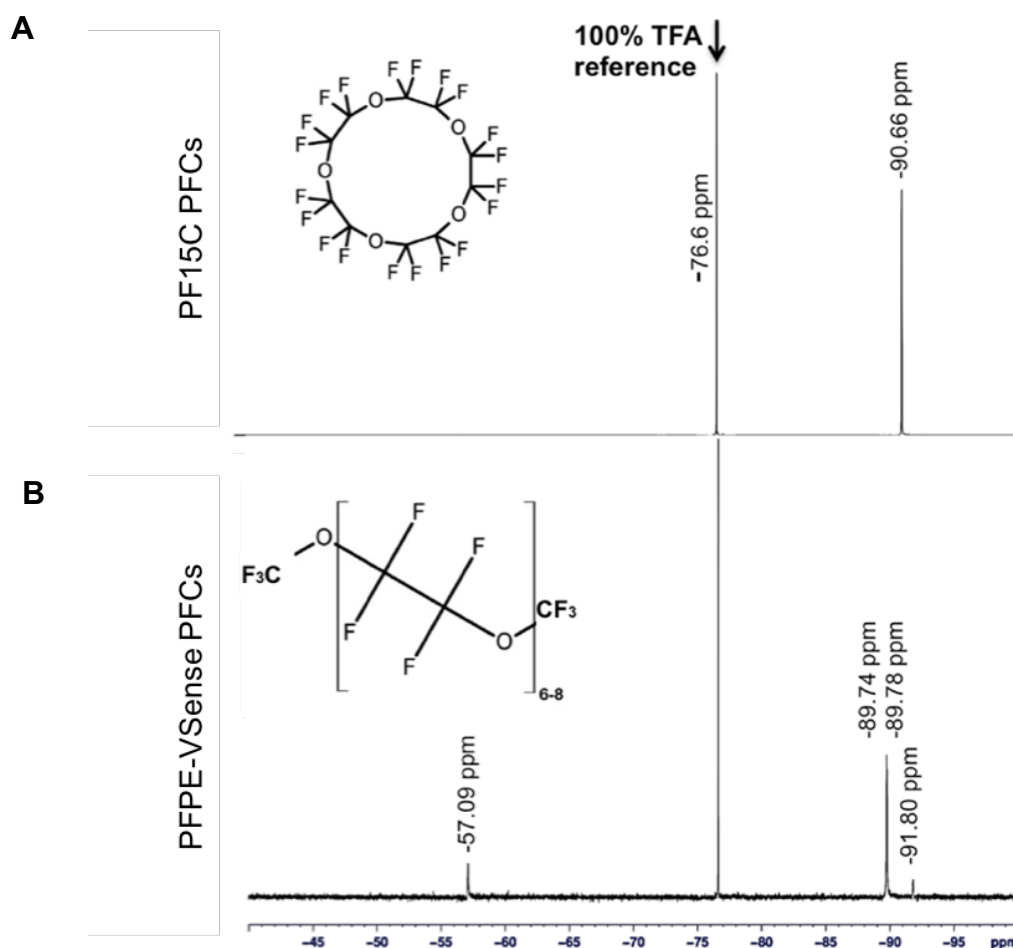 A
PF15C PFCs
100% TFA
reference
-76.6 ppm
-90.66 ppm
F F
F F
F F
F F
F F
F F
F F
F F
F F
F F
O
O
O
O
O
B
PFPE-VSense PFCs
F₃C
O
F
F
F
F
O
CF₃
6-8
-57.09 ppm
-89.74 ppm
-89.78 ppm
-91.80 ppm
-45 -50 -55 -60 -65 -70 -75 -80 -85 -90 -95 ppm